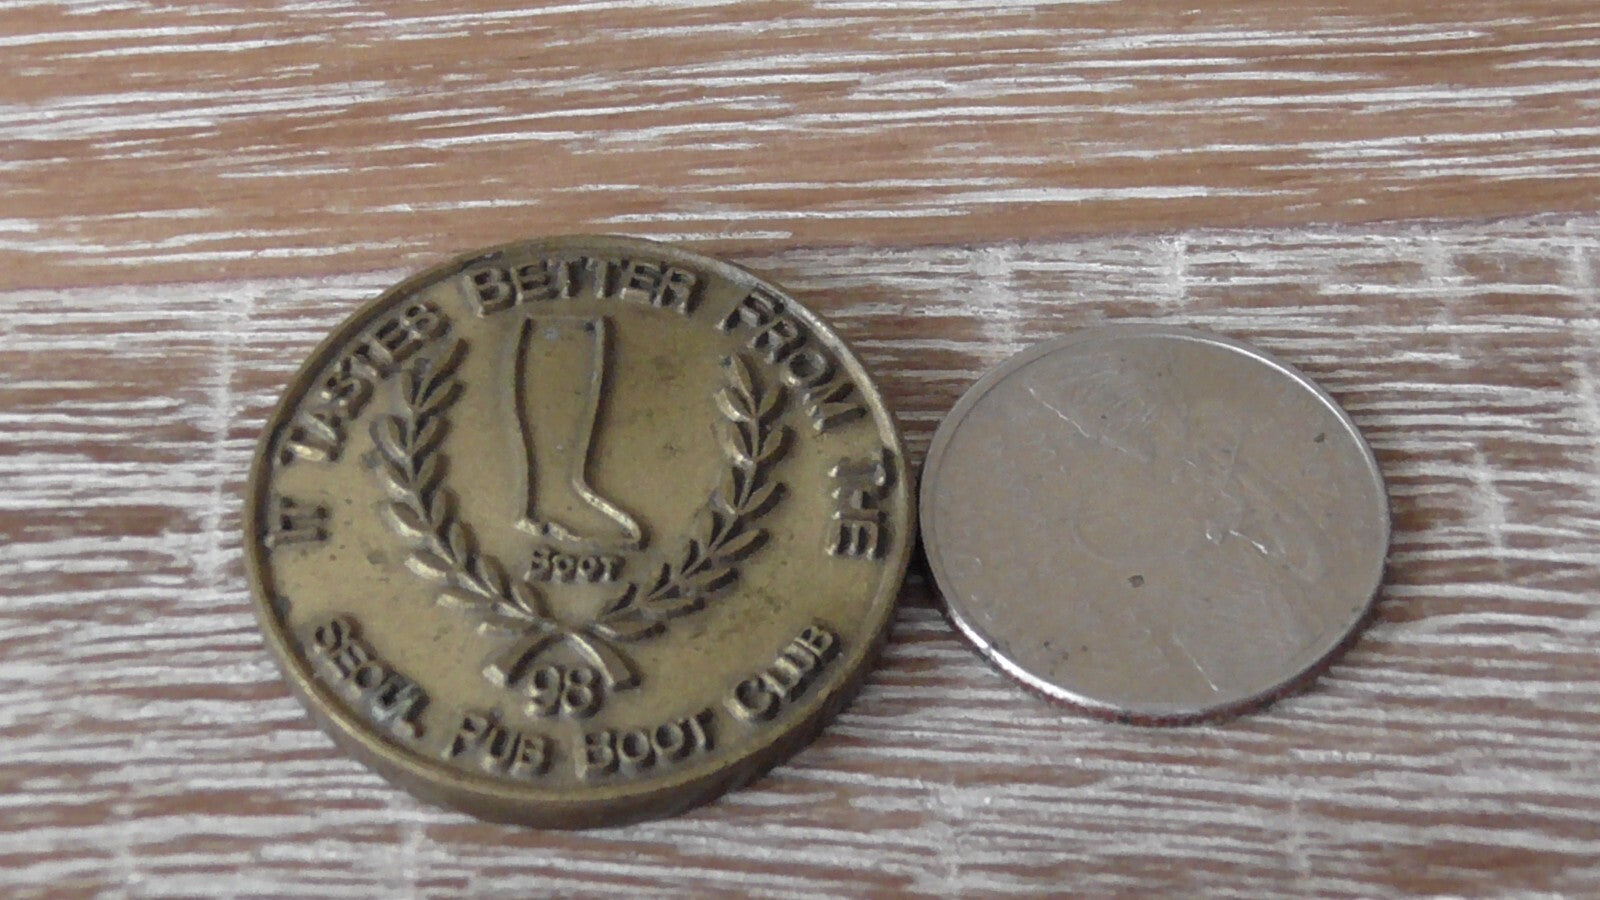 IT TASTES BETTER FROM THE
BOOT
98
SEOUL PUB BOOT CLUB